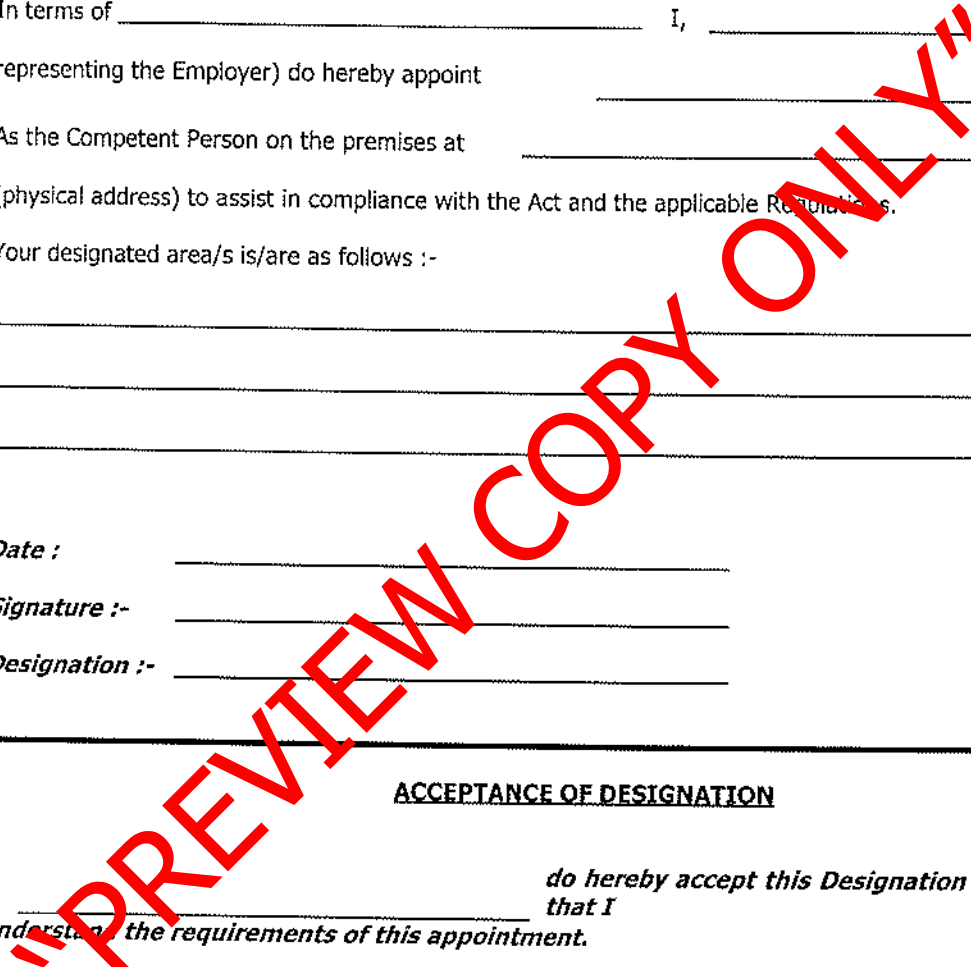 In terms of I,
representing the Employer) do hereby appoint
As the Competent Person on the premises at
(physical address) to assist in compliance with the Act and the applicable Regulations.
Your designated area/s is/are as follows :-
Date :
Signature :-
Designation :-
ACCEPTANCE OF DESIGNATION
do hereby accept this Designation
that I
understand the requirements of this appointment.
"PREVIEW COPY ONLY"